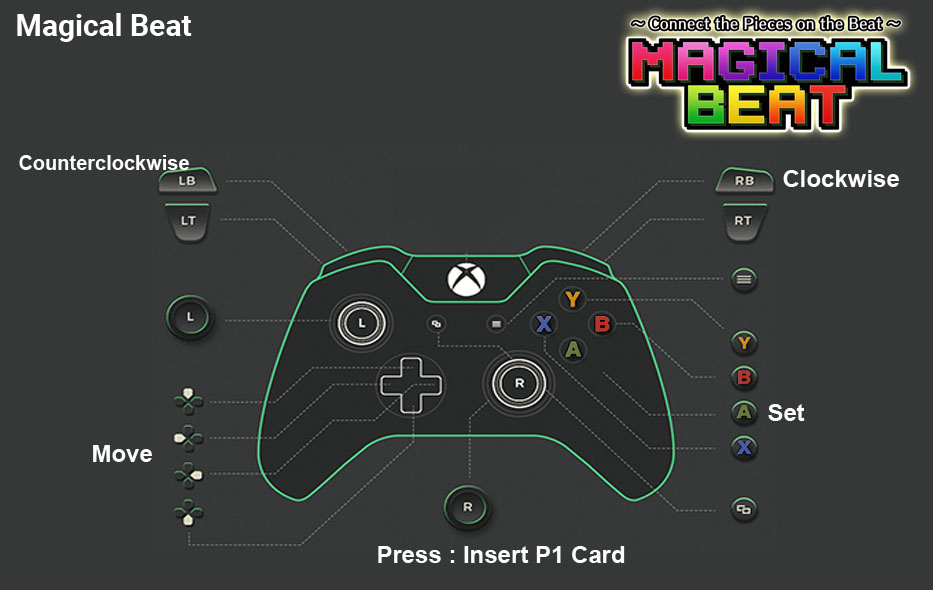 Magical Beat
~ Connect the Pieces on the Beat ~
MAGICAL
BEAT
Counterclockwise
LB
RB
Clockwise
LT
RT
L
L
Y
X
B
A
R
Y
B
A
Set
X
Move
R
Press : Insert P1 Card